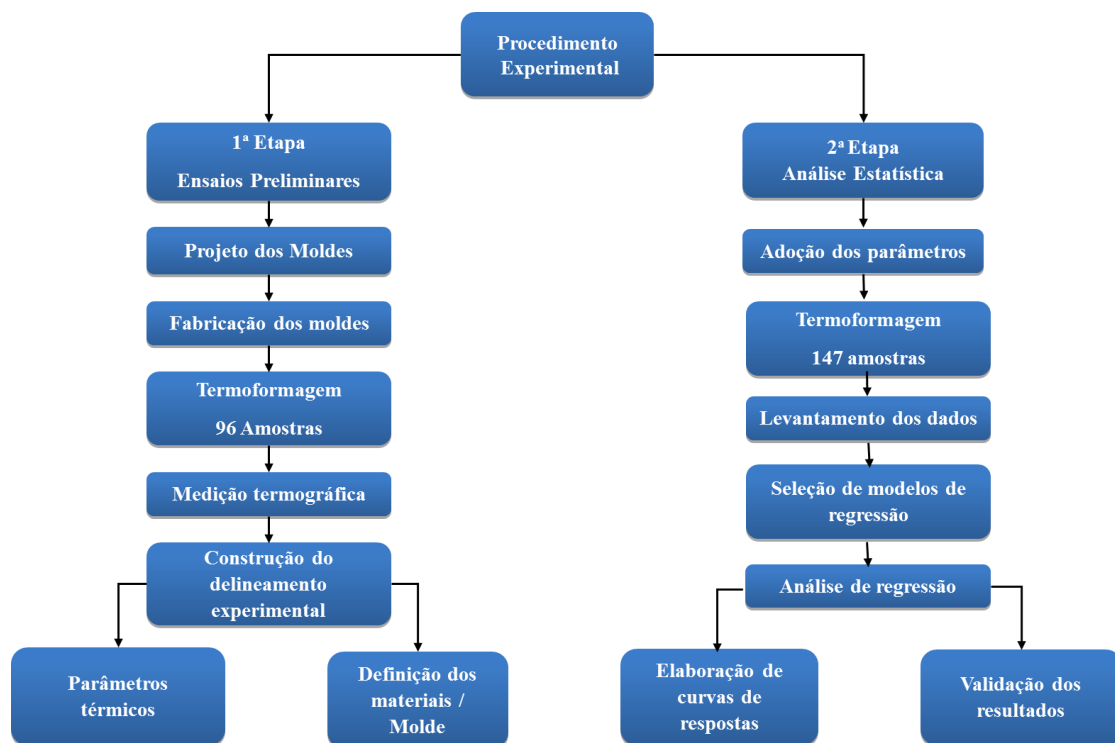 Procedimento
Experimental
1ª Etapa
Ensaios Preliminares
Projeto dos Moldes
Fabricação dos moldes
Termoformagem
96 Amostras
Medição termográfica
Construção do
delineamento
experimental
Parâmetros
térmicos
Definição dos
materiais /
Molde
2ª Etapa
Análise Estatística
Adoção dos parâmetros
Termoformagem
147 amostras
Levantamento dos dados
Seleção de modelos de
regressão
Análise de regressão
Elaboração de
curvas de
respostas
Validação dos
resultados